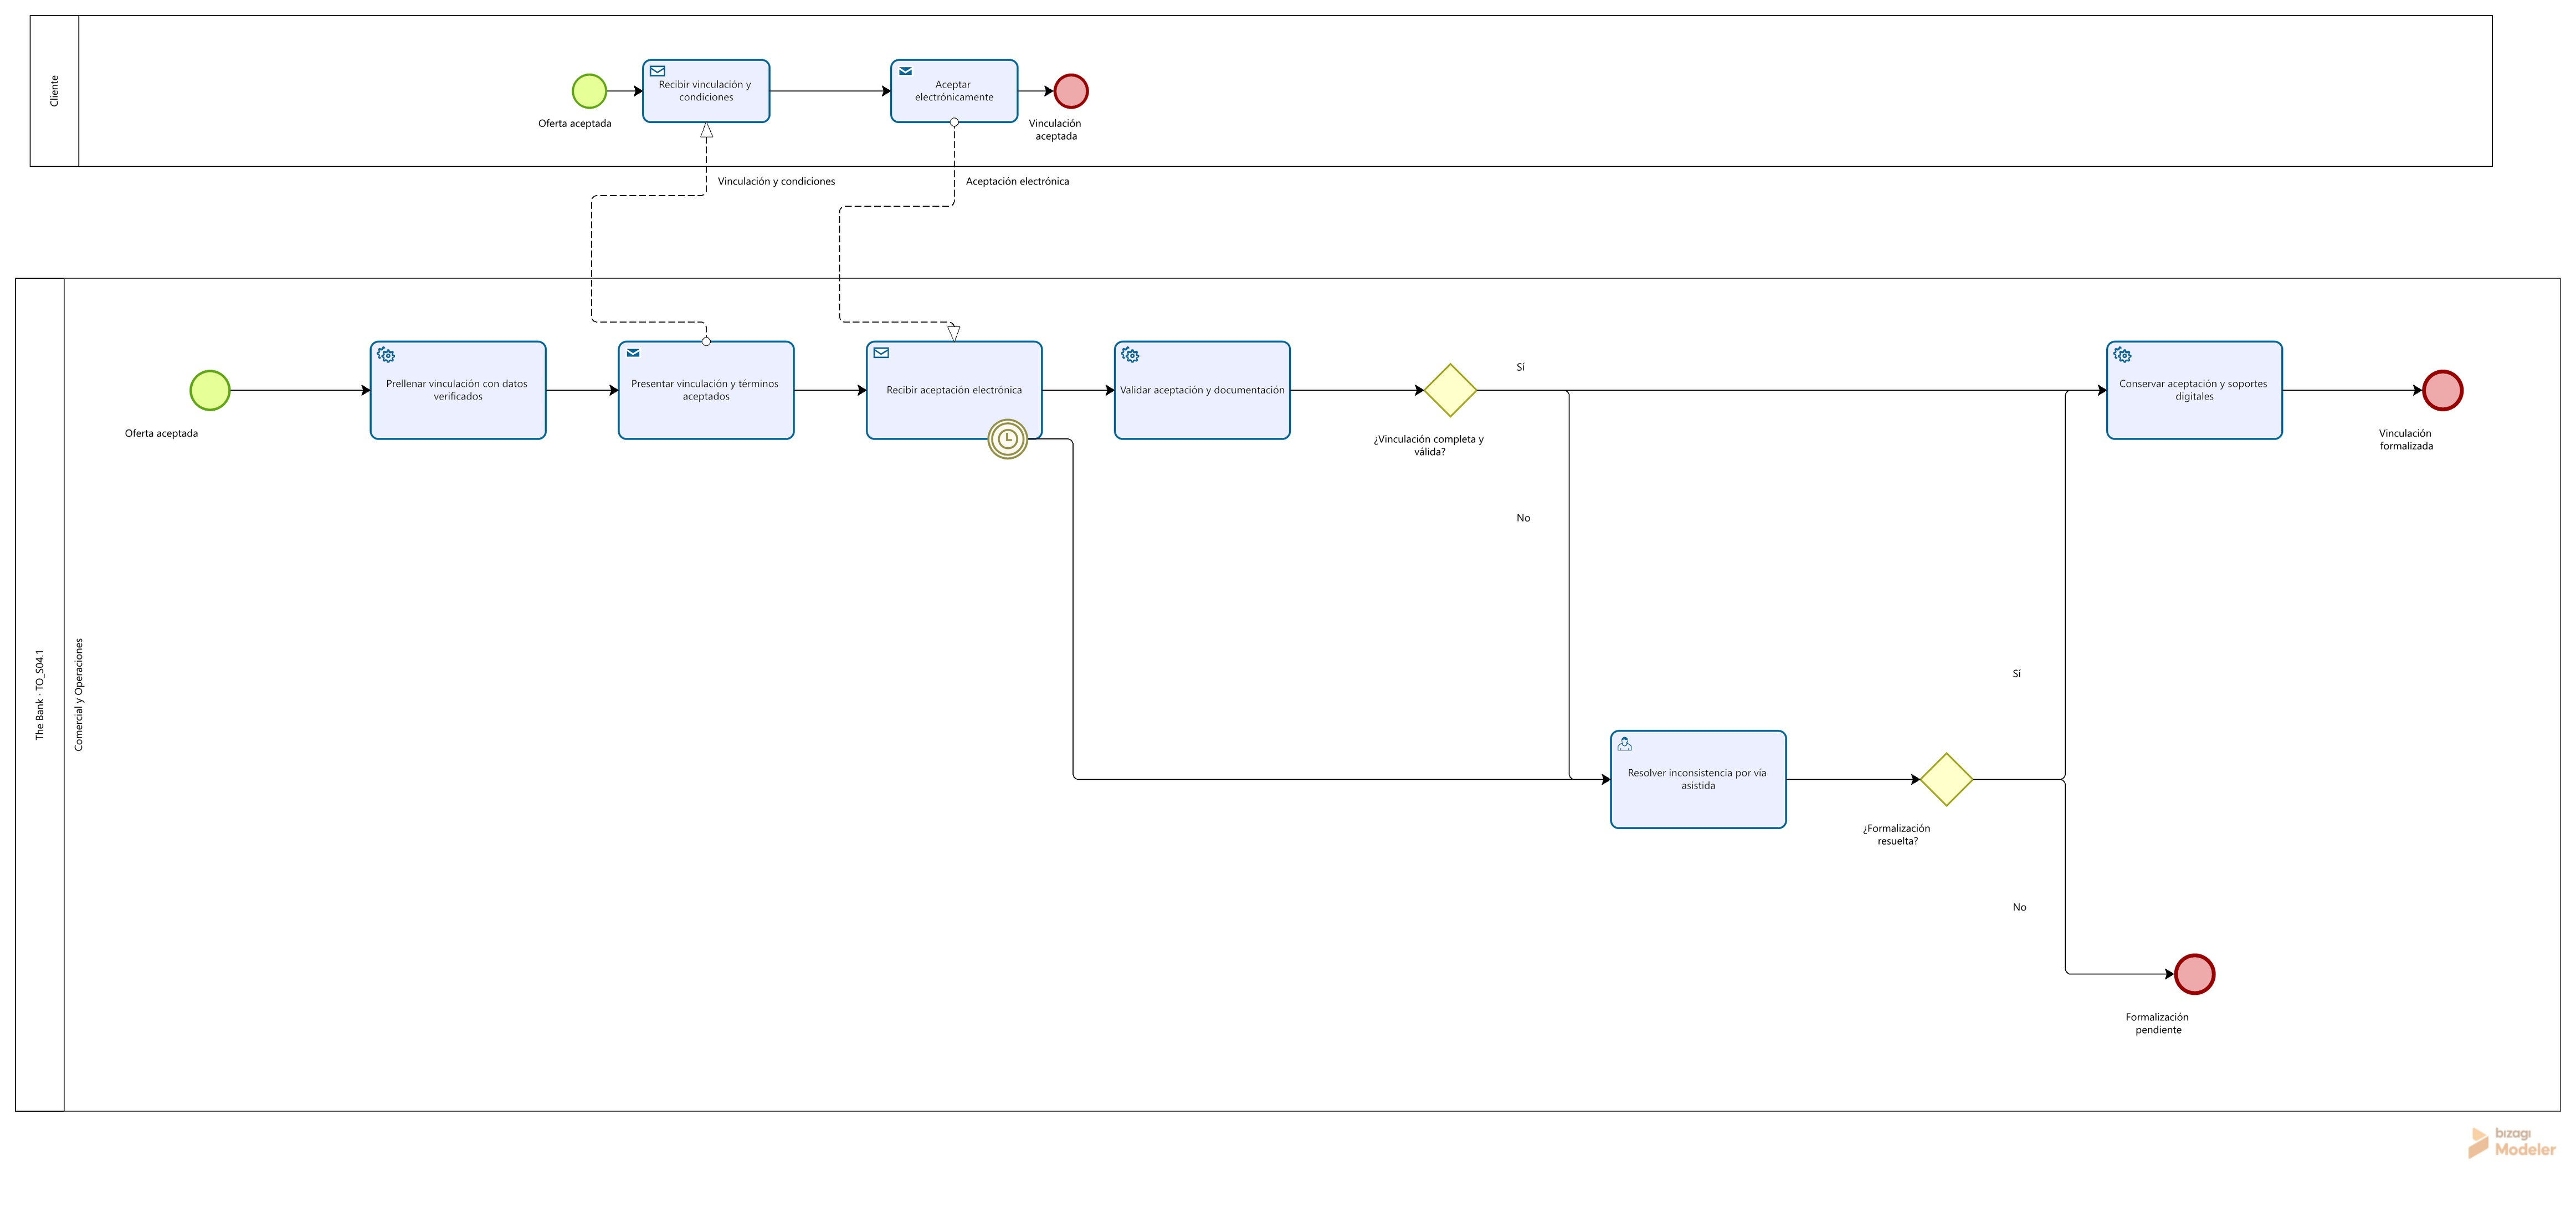 Cliente
Oferta aceptada
Recibir vinculación y
condiciones
Aceptar
electrónicamente
Vinculación
aceptada
Vinculación y condiciones
Aceptación electrónica
The Bank · TO_S04.1
Comercial y Operaciones
Oferta aceptada
Prellenar vinculación con datos
verificados
Presentar vinculación y términos
aceptados
Recibir aceptación electrónica
Validar aceptación y documentación
¿Vinculación completa y
válida?
Sí
No
Conservar aceptación y soportes
digitales
Vinculación
formalizada
Resolver inconsistencia por vía
asistida
¿Formalización
resuelta?
Sí
No
Formalización
pendiente
bizagi
Modeler